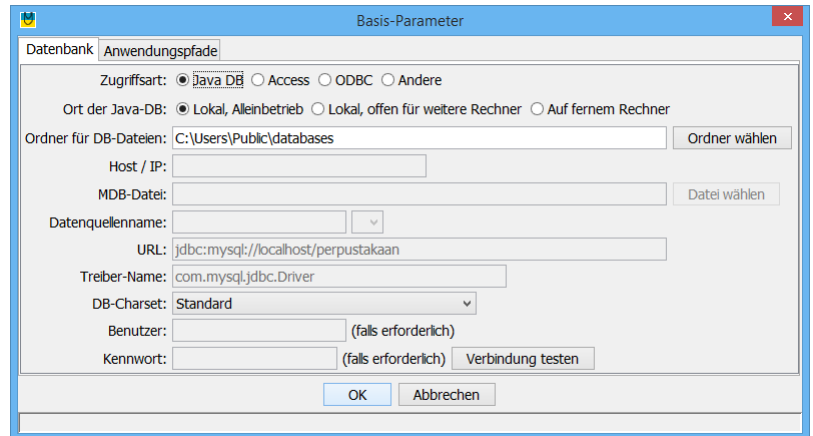 Basis-Parameter
Datenbank Anwendungspfade
Zugriffsart: Java DB Access ODBC Andere
Ort der Java-DB: Lokal, Alleinbetrieb Lokal, offen für weitere Rechner Auf fernem Rechner
Ordner für DB-Dateien: C:\Users\Public\databases Ordner wählen
Host / IP:
MDB-Datei: Datei wählen
Datenquellenname:
URL: jdbc:mysql://localhost/perpustakaan
Treiber-Name: com.mysql.jdbc.Driver
DB-Charset: Standard
Benutzer: (falls erforderlich)
Kennwort: (falls erforderlich) Verbindung testen
OK Abbrechen